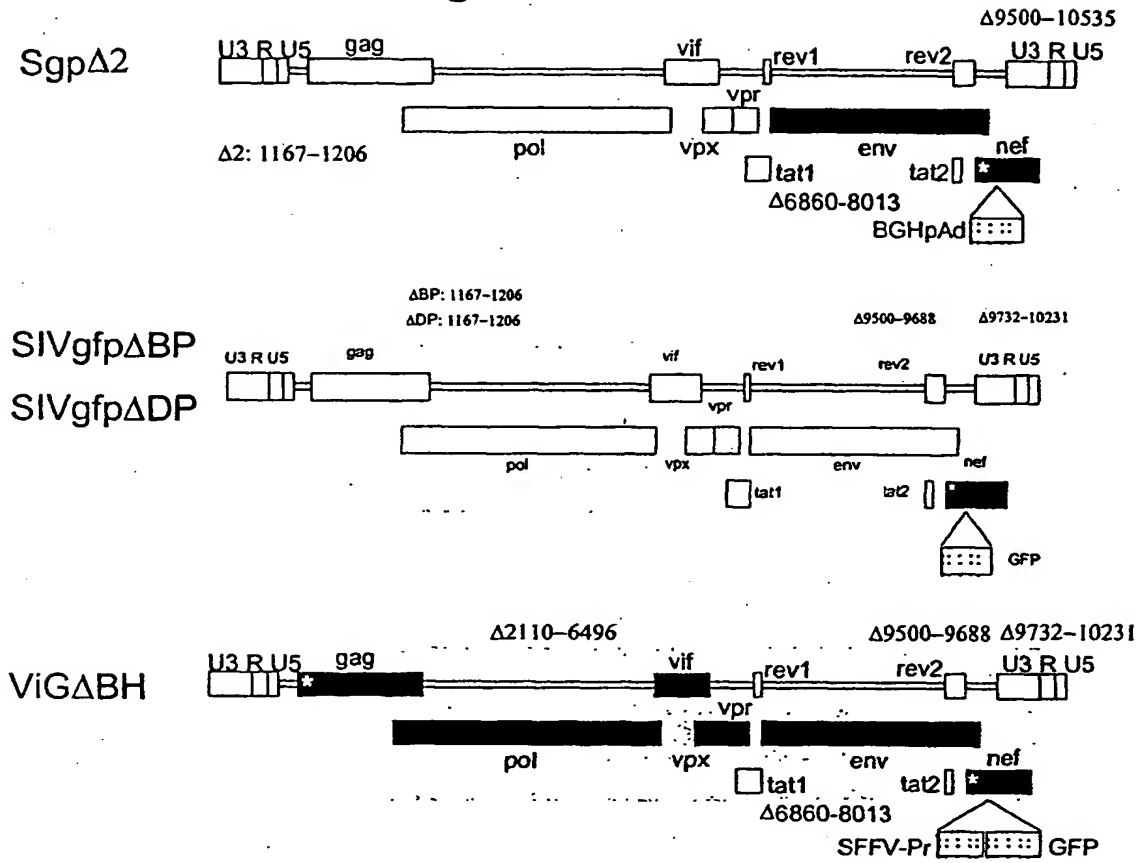 Δ9500–10535
SgpΔ2
U3 R U5 gag vif rev1 rev2 U3 R U5
vpr
pol vpx env nef
Δ2: 1167–1206
*
tat1 tat2
Δ6860-8013
BGHpAd
ΔBP: 1167–1206
ΔDP: 1167–1206
Δ9500–9688 Δ9732–10231
SIVgfpΔBP
SIVgfpΔDP
U3 R U5 gag vif rev1 rev2 U3 R U5
vpr
pol vpx env nef
*
tat1 tat2
GFP
Δ2110–6496 Δ9500–9688 Δ9732–10231
ViGΔBH
U3 R U5 gag vif rev1 rev2 U3 R U5
*
vpr
pol vpx env nef
*
tat1 tat2
Δ6860-8013
SFFV-Pr GFP